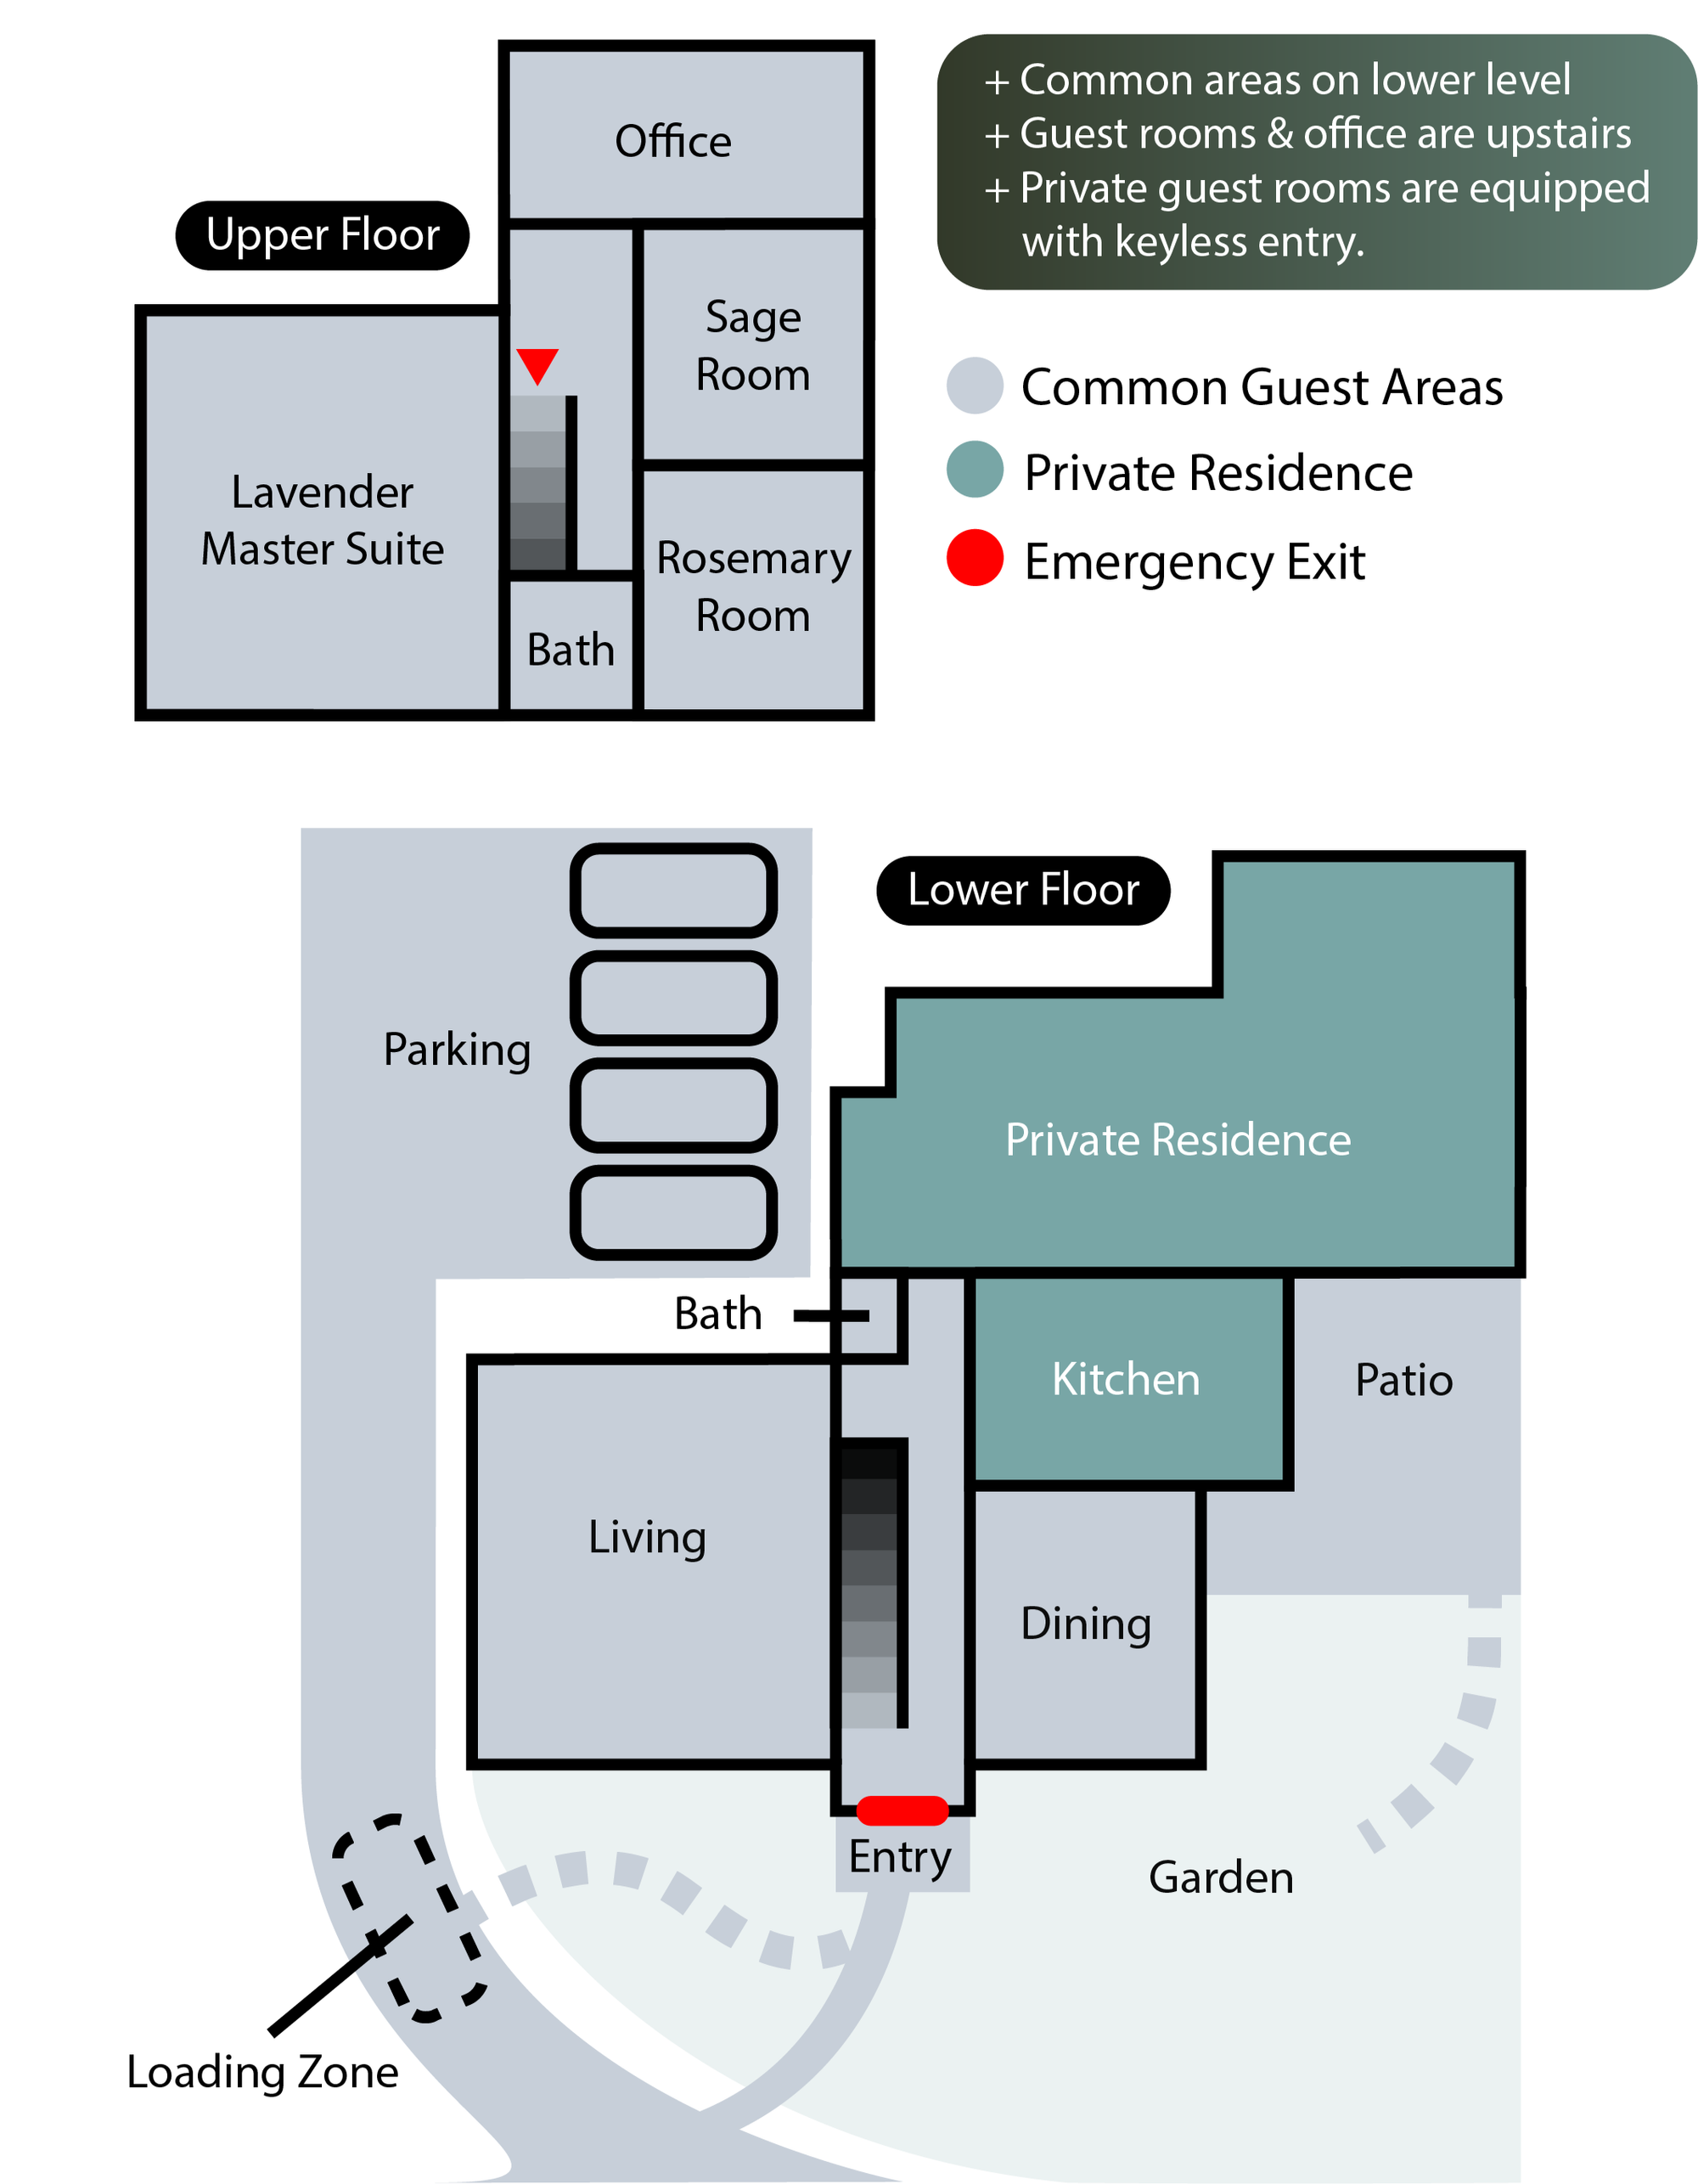 Office
+ Common areas on lower level
+ Guest rooms & office are upstairs
+ Private guest rooms are equipped
with keyless entry.
Upper Floor
Sage
Room
Lavender
Master Suite
Rosemary
Room
Bath
Common Guest Areas
Private Residence
Emergency Exit
Lower Floor
Parking
Private Residence
Bath
Kitchen
Patio
Living
Dining
Entry
Garden
Loading Zone